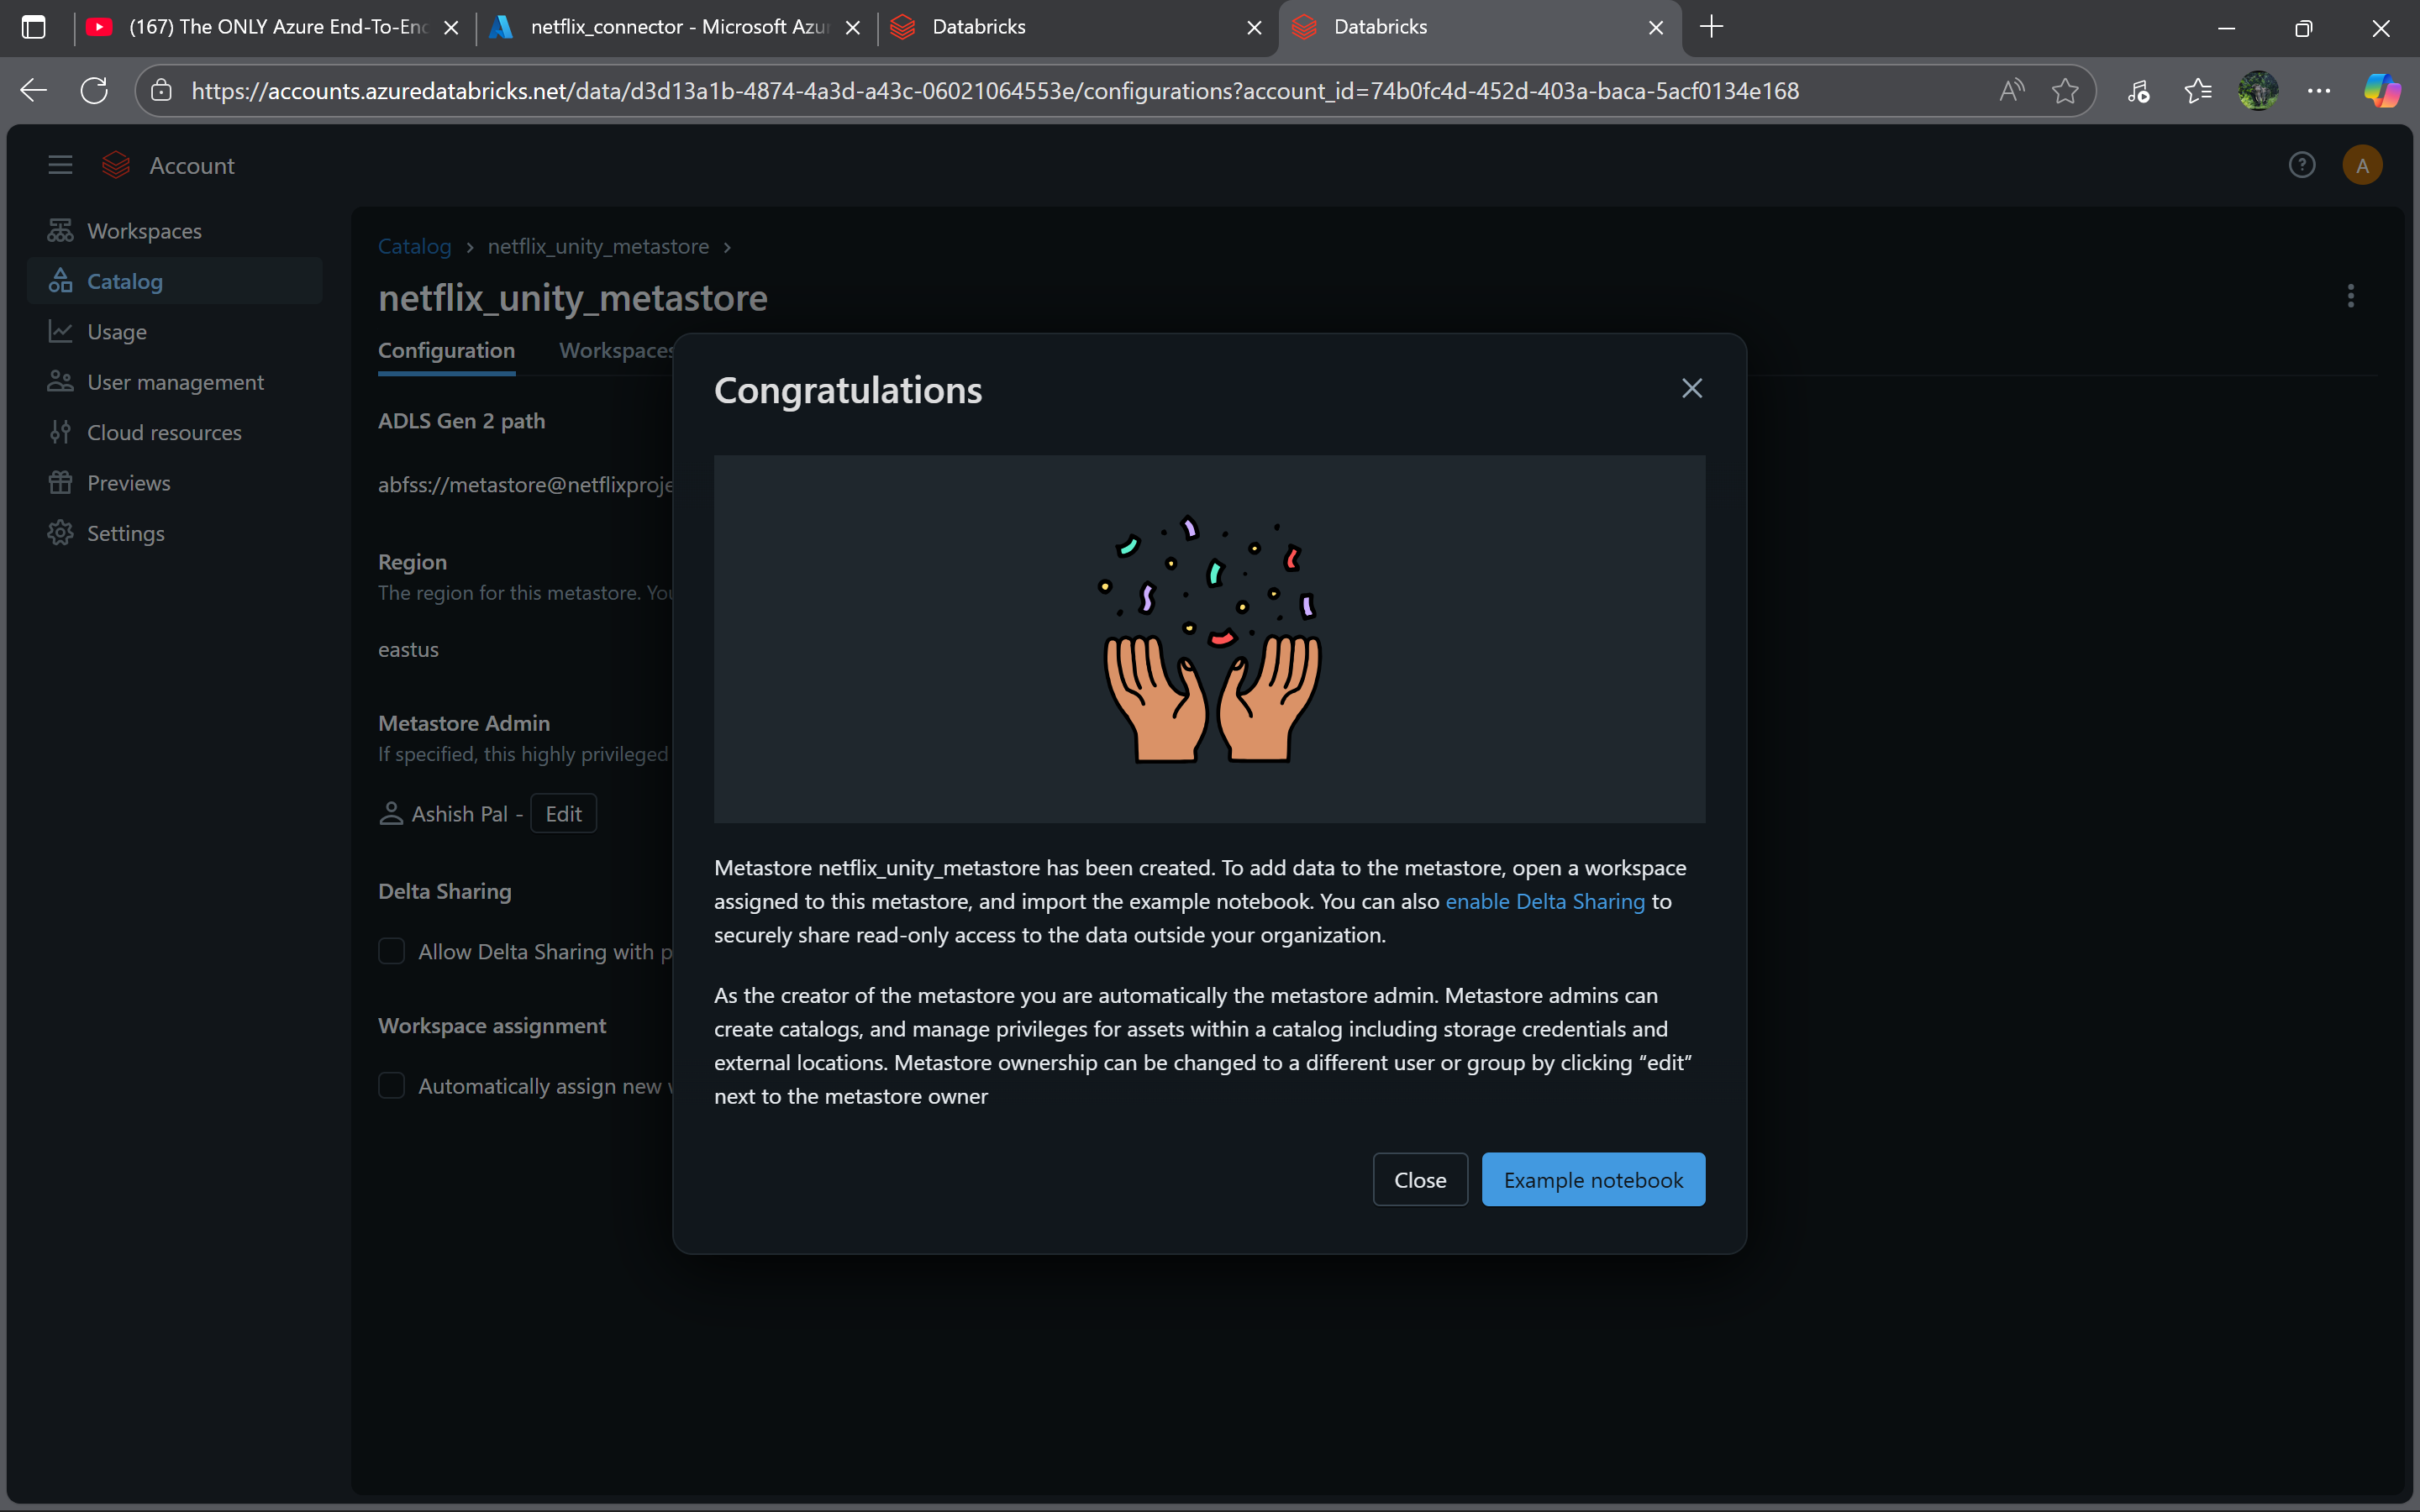 (167) The ONLY Azure End-To-End
netflix_connector - Microsoft Azu
Databricks
Databricks
https://accounts.azuredatabricks.net/data/d3d13a1b-4874-4a3d-a43c-06021064553e/configurations?account_id=74b0fc4d-452d-403a-baca-5acf0134e168
Account
A
Workspaces
Catalog
Usage
User management
Cloud resources
Previews
Settings
Catalog > netflix_unity_metastore >
netflix_unity_metastore
Configuration Workspaces
ADLS Gen 2 path
abfss://metastore@netflixproje
Region
The region for this metastore. You
eastus
Metastore Admin
If specified, this highly privileged
Ashish Pal - Edit
Delta Sharing
Allow Delta Sharing with p
Workspace assignment
Automatically assign new
Congratulations
Metastore netflix_unity_metastore has been created. To add data to the metastore, open a workspace
assigned to this metastore, and import the example notebook. You can also enable Delta Sharing to
securely share read-only access to the data outside your organization.
As the creator of the metastore you are automatically the metastore admin. Metastore admins can
create catalogs, and manage privileges for assets within a catalog including storage credentials and
external locations. Metastore ownership can be changed to a different user or group by clicking “edit”
next to the metastore owner
Close
Example notebook